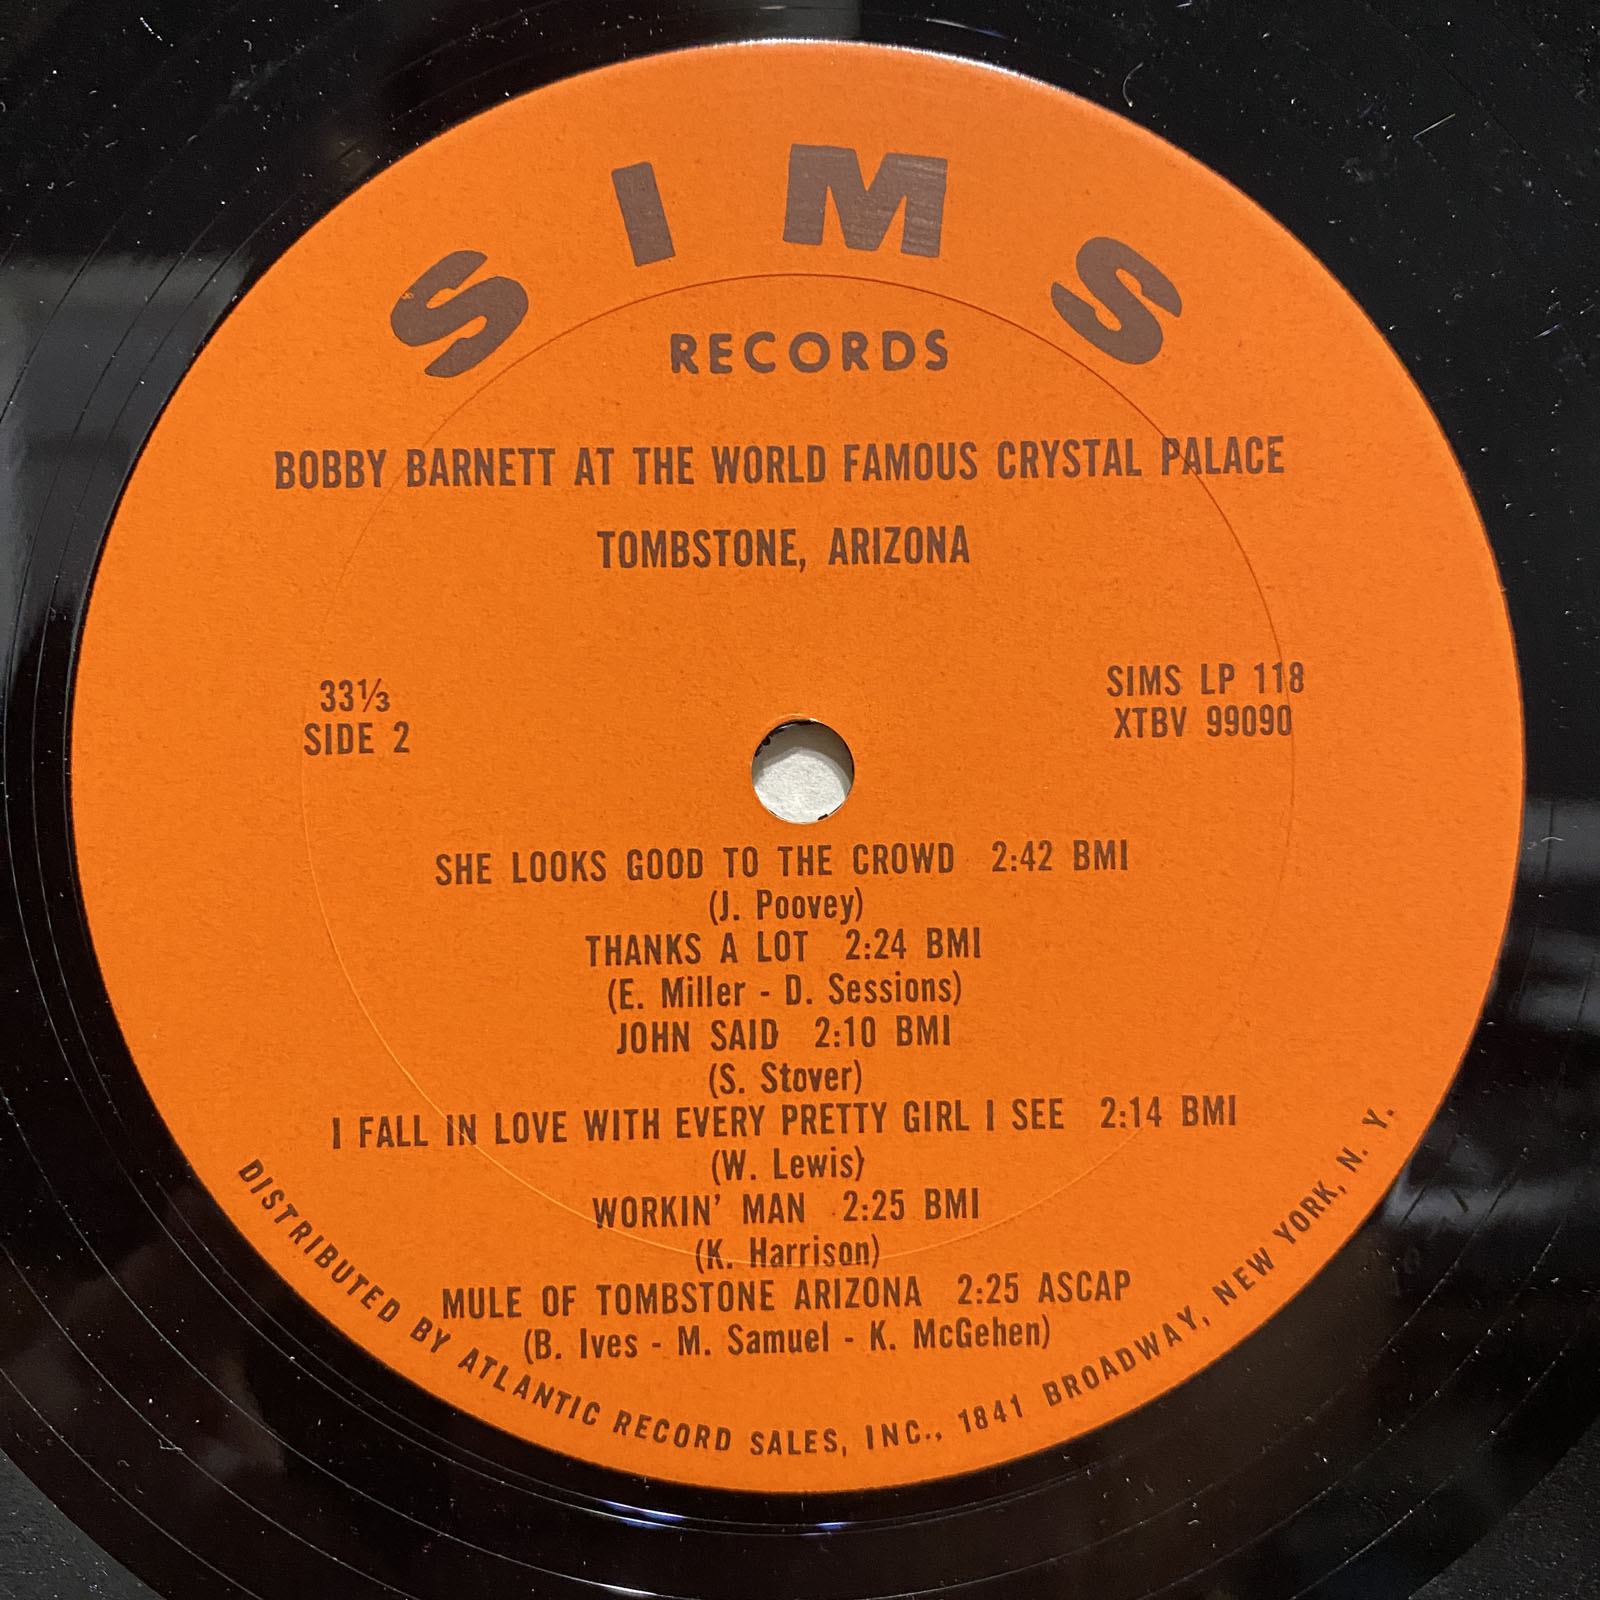 SIMS
RECORDS
BOBBY BARNETT AT THE WORLD FAMOUS CRYSTAL PALACE
TOMBSTONE, ARIZONA
33⅓
SIDE 2
SIMS LP 118
XTBV 99090
SHE LOOKS GOOD TO THE CROWD 2:42 BMI
(J. Poovey)
THANKS A LOT 2:24 BMI
(E. Miller - D. Sessions)
JOHN SAID 2:10 BMI
(S. Stover)
I FALL IN LOVE WITH EVERY PRETTY GIRL I SEE 2:14 BMI
(W. Lewis)
WORKIN' MAN 2:25 BMI
(K. Harrison)
MULE OF TOMBSTONE ARIZONA 2:25 ASCAP
(B. Ives - M. Samuel - K. McGehen)
DISTRIBUTED BY ATLANTIC RECORD SALES, INC., 1841 BROADWAY, NEW YORK, N. Y.